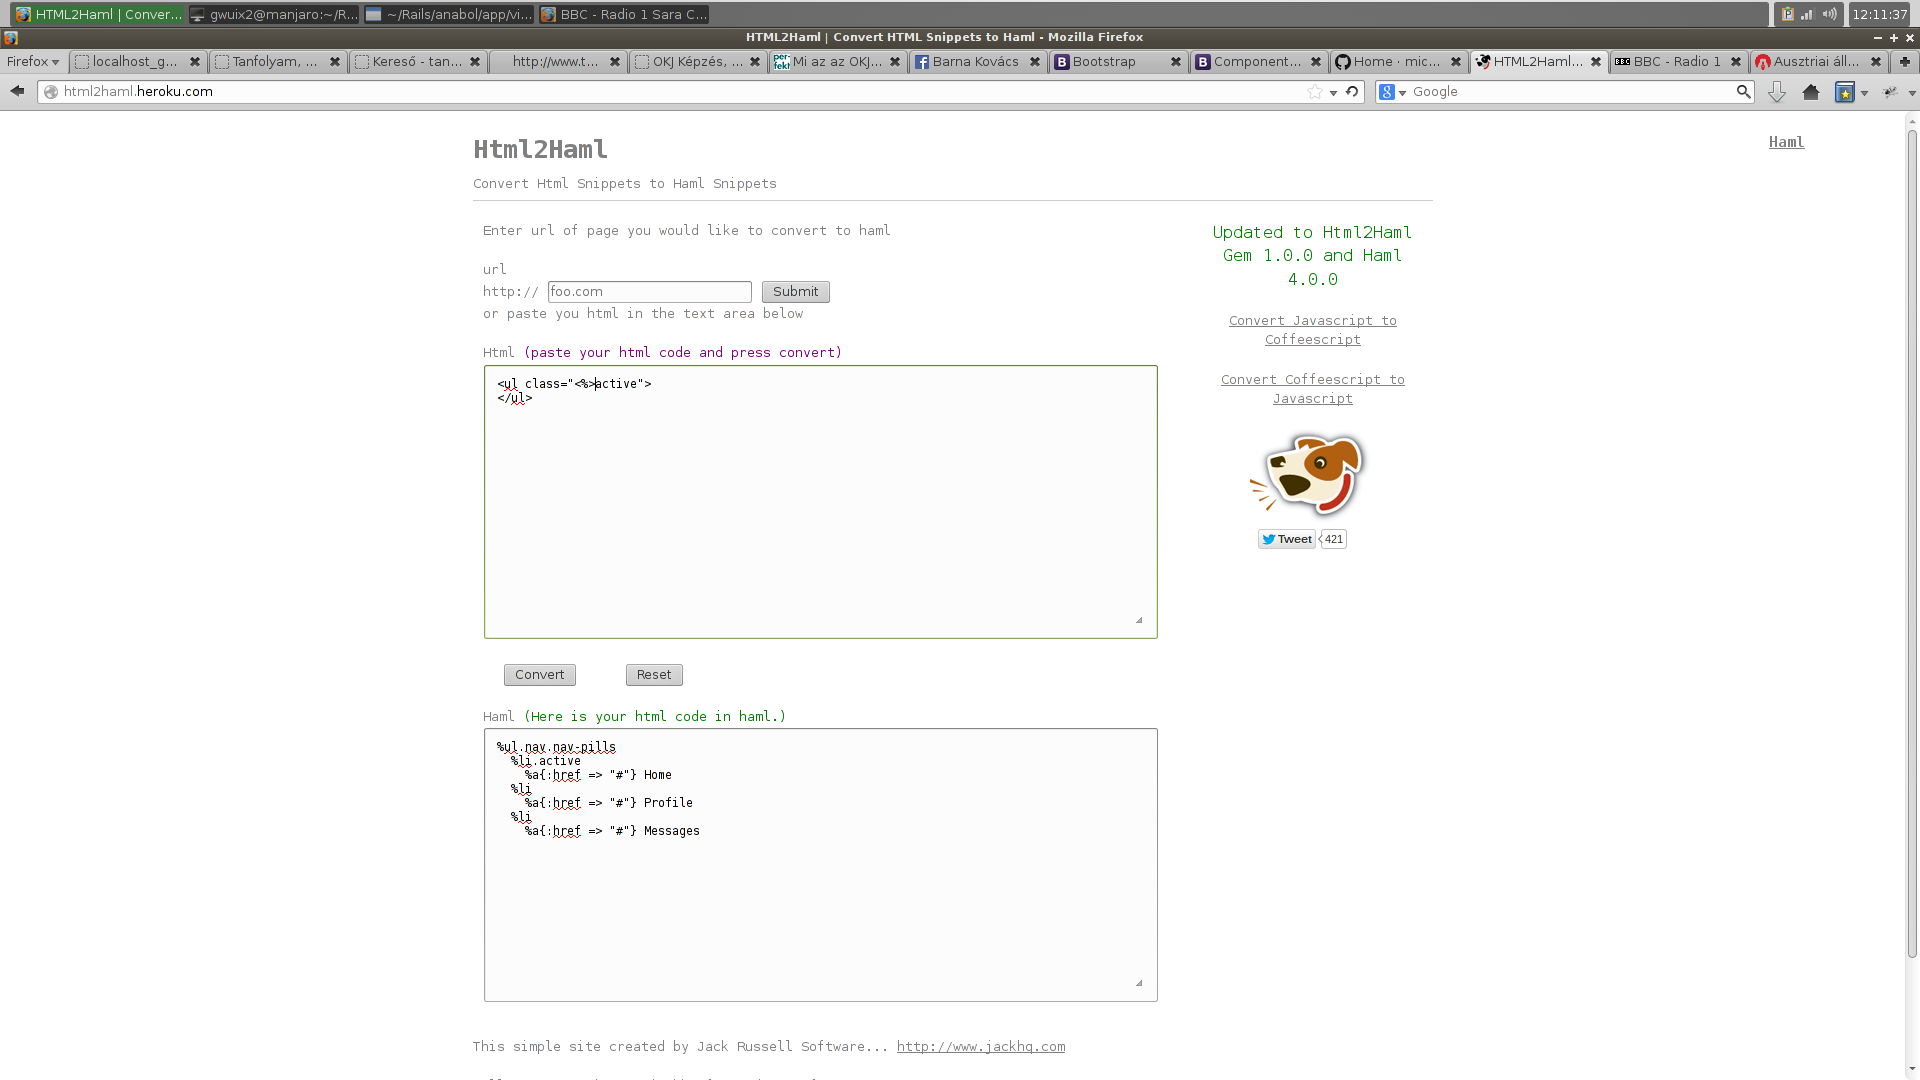 HTML2Haml | Conver... gwuix2@manjaro:~/R... ~/Rails/anabol/app/vi... BBC - Radio 1 Sara C... 12:11:37
HTML2Haml | Convert HTML Snippets to Haml - Mozilla Firefox
Firefox localhost_g... Tanfolyam, ... Kereső - tan... http://www.t... OKJ Képzés, ... Mi az az OKJ... Barna Kovács Bootstrap Component... Home · mic... HTML2Haml... BBC - Radio 1 Ausztriai áll...
html2haml.heroku.com Google
Html2Haml
Haml
Convert Html Snippets to Haml Snippets
Enter url of page you would like to convert to haml
url
http:// foo.com Submit
or paste you html in the text area below
Html (paste your html code and press convert)
<ul class="<%>active">
</ul>
Convert Reset
Haml (Here is your html code in haml.)
%ul.nav.nav-pills
  %li.active
    %a{:href => "#"} Home
  %li
    %a{:href => "#"} Profile
  %li
    %a{:href => "#"} Messages
Updated to Html2Haml
Gem 1.0.0 and Haml
4.0.0
Convert Javascript to
Coffeescript
Convert Coffeescript to
Javascript
Tweet 421
This simple site created by Jack Russell Software... http://www.jackhq.com